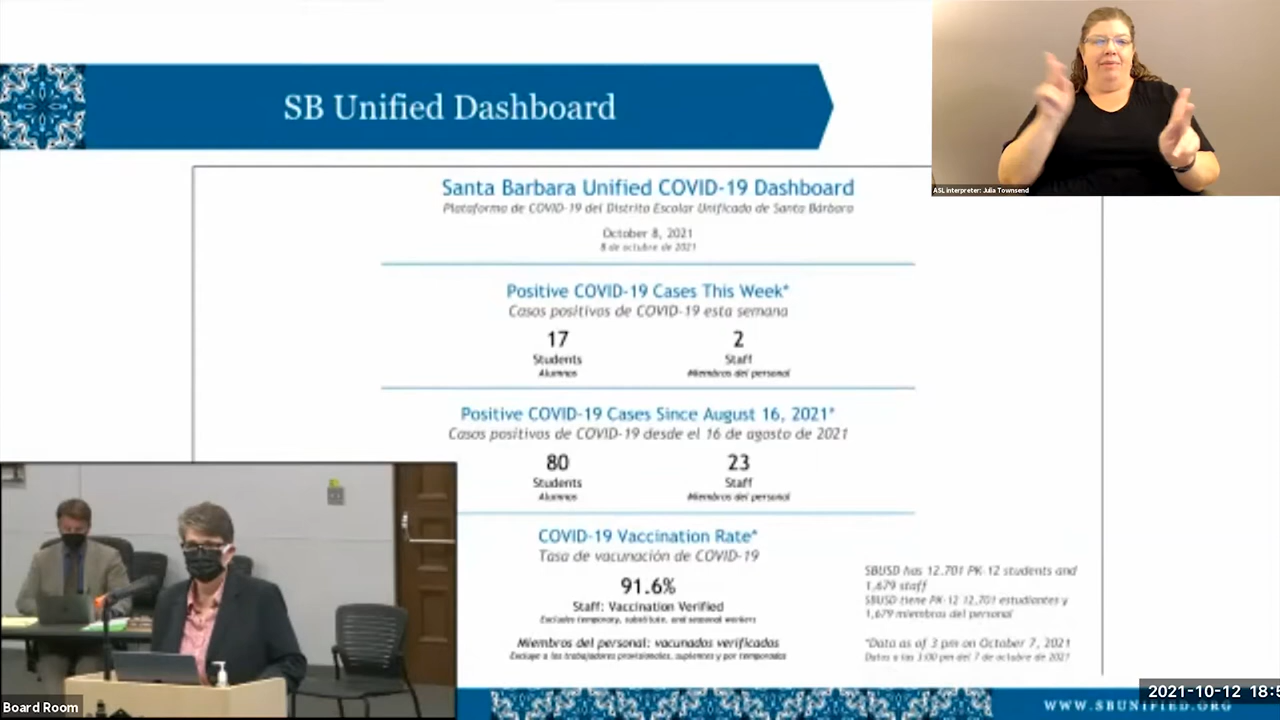 SB Unified Dashboard
Santa Barbara Unified COVID-19 Dashboard
Plataforma de COVID-19 del Distrito Escolar Unificado de Santa Bárbara
October 8, 2021
8 de octubre de 2021
Positive COVID-19 Cases This Week*
Casos positivos de COVID-19 esta semana
17
Students
Alumnos
2
Staff
Miembros del personal
Positive COVID-19 Cases Since August 16, 2021*
Casos positivos de COVID-19 desde el 16 de agosto de 2021
80
Students
Alumnos
23
Staff
Miembros del personal
COVID-19 Vaccination Rate*
Tasa de vacunación de COVID-19
91.6%
Staff: Vaccination Verified
Excludes temporary, substitute, and seasonal workers
Miembros del personal: vacunados verificados
Excluye a los trabajadores provisionales, suplentes y por temporadas
SBUSD has 12,701 PK-12 students and
1,679 staff
SBUSD tiene PK-12 12,701 estudiantes y
1,679 miembros del personal
*Data as of 3 pm on October 7, 2021
Datos a las 3:00 pm del 7 de octubre de 2021
ASL interpreter: Julia Townsend
Board Room
2021-10-12 18:5
WWW.SBUNIFIED.ORG